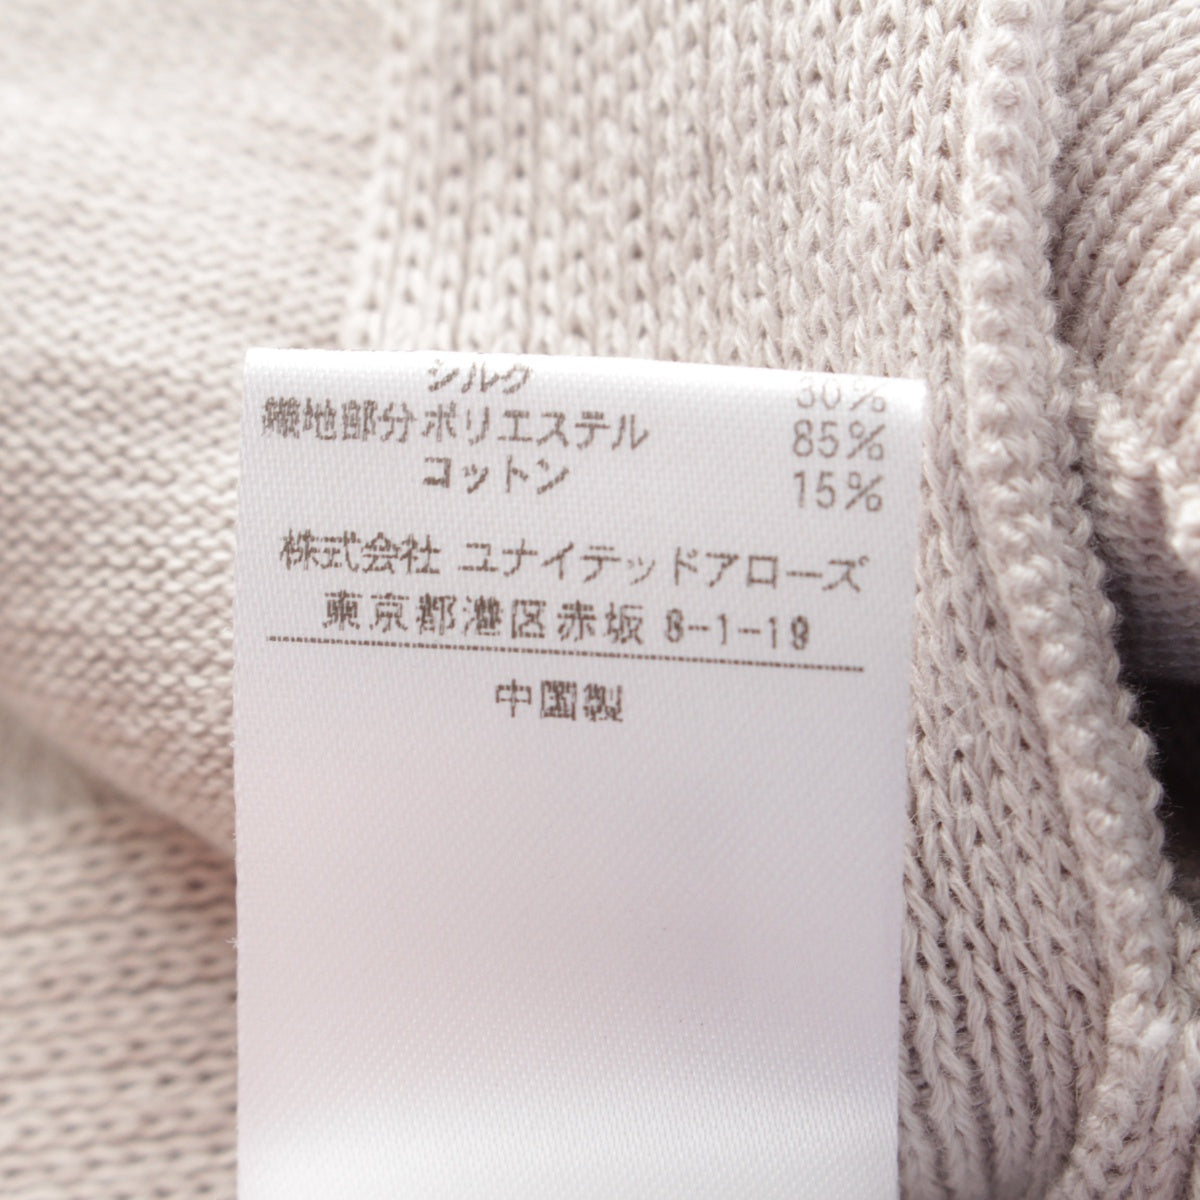 シルク 30%
織地部分 ポリエステル 85%
コットン 15%
株式会社 ユナイテッドアローズ
東京都港区赤坂 8-1-19
中国製